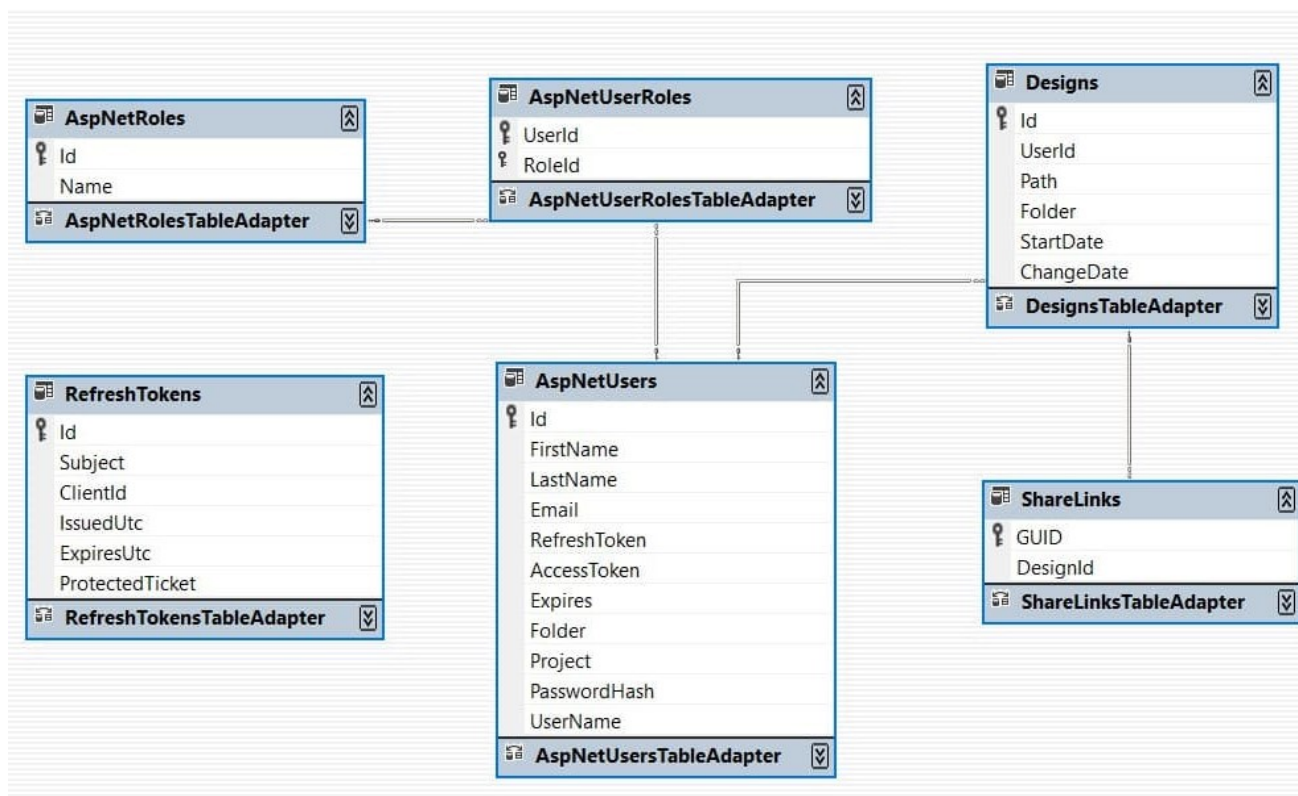 AspNetRoles
Id
Name
AspNetRolesTableAdapter
AspNetUserRoles
UserId
RoleId
AspNetUserRolesTableAdapter
Designs
Id
UserId
Path
Folder
StartDate
ChangeDate
DesignsTableAdapter
RefreshTokens
Id
Subject
ClientId
IssuedUtc
ExpiresUtc
ProtectedTicket
RefreshTokensTableAdapter
AspNetUsers
Id
FirstName
LastName
Email
RefreshToken
AccessToken
Expires
Folder
Project
PasswordHash
UserName
AspNetUsersTableAdapter
ShareLinks
GUID
DesignId
ShareLinksTableAdapter